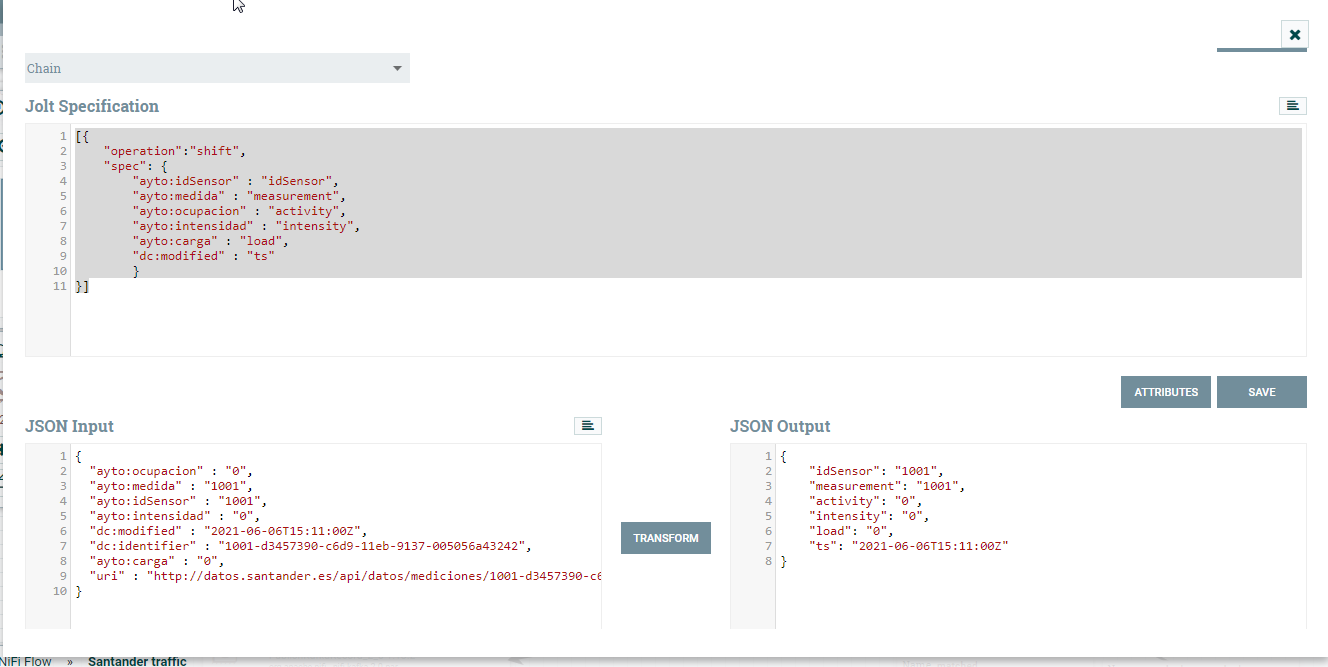 Chain
Jolt Specification
1 [{
2 "operation":"shift",
3 "spec": {
4 "ayto:idSensor" : "idSensor",
5 "ayto:medida" : "measurement",
6 "ayto:ocupacion" : "activity",
7 "ayto:intensidad" : "intensity",
8 "ayto:carga" : "load",
9 "dc:modified" : "ts"
10 }
11 }]
ATTRIBUTES SAVE
JSON Input
1 {
2 "ayto:ocupacion" : "0",
3 "ayto:medida" : "1001",
4 "ayto:idSensor" : "1001",
5 "ayto:intensidad" : "0",
6 "dc:modified" : "2021-06-06T15:11:00Z",
7 "dc:identifier" : "1001-d3457390-c6d9-11eb-9137-005056a43242",
8 "ayto:carga" : "0",
9 "uri" : "http://datos.santander.es/api/datos/mediciones/1001-d3457390-c6
10 }
TRANSFORM
JSON Output
1 {
2 "idSensor": "1001",
3 "measurement": "1001",
4 "activity": "0",
5 "intensity": "0",
6 "load": "0",
7 "ts": "2021-06-06T15:11:00Z"
8 }
NiFi Flow » Santander traffic